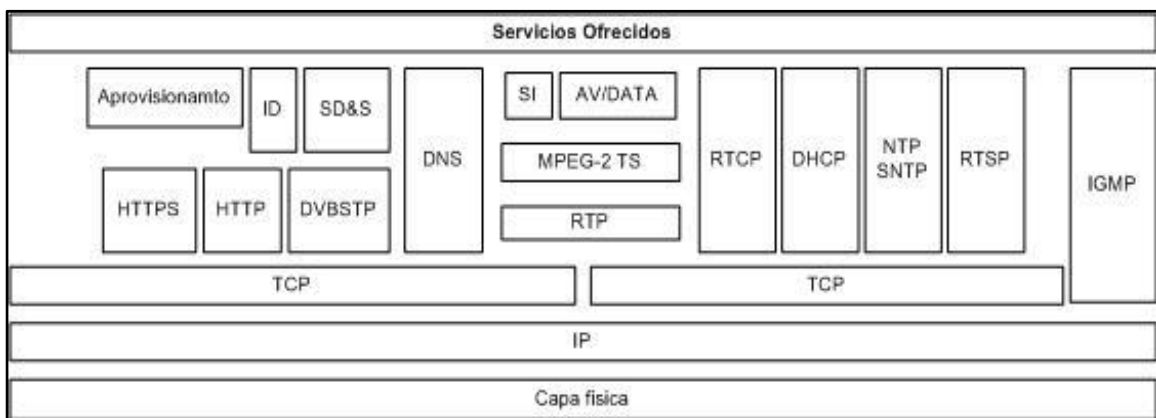 Servicios Ofrecidos
Aprovisionamto
ID
SD&S
DNS
SI
AV/DATA
MPEG-2 TS
RTP
RTCP
DHCP
NTP
SNTP
RTSP
IGMP
HTTPS
HTTP
DVBSTP
TCP
TCP
IP
Capa fisica